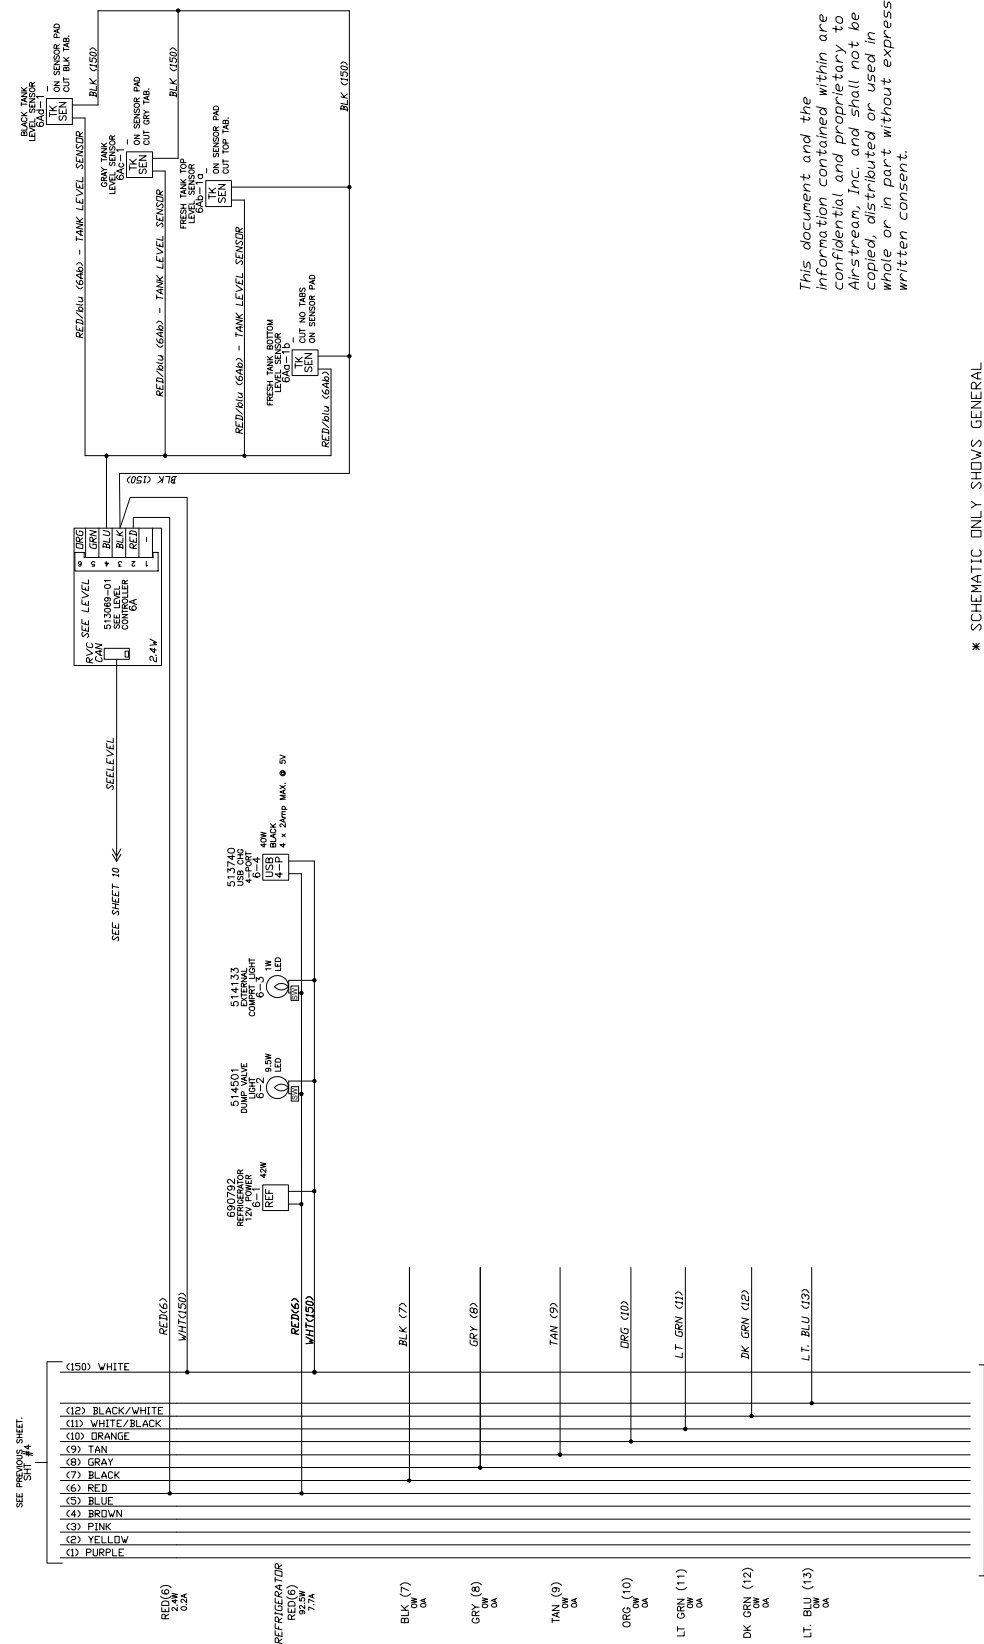 BLACK TANK
LEVEL SENSOR
6Ad-1
TK
SEN
ON SENSOR PAD
CUT BLK TAB.
BLK (150)
RED/blu (6Ab) - TANK LEVEL SENSOR
GRAY TANK
LEVEL SENSOR
6Ac-1
TK
SEN
ON SENSOR PAD
CUT GRY TAB.
BLK (150)
RED/blu (6Ab) - TANK LEVEL SENSOR
FRESH TANK TOP
LEVEL SENSOR
6Ab-1a
TK
SEN
ON SENSOR PAD
CUT TOP TAB.
RED/blu (6Ab) - TANK LEVEL SENSOR
FRESH TANK BOTTOM
LEVEL SENSOR
6Aa-1b
TK
SEN
CUT NO TABS
ON SENSOR PAD
RED/blu (6Ab)
BLK (150)
BLK (150)
ORG
GRN
BLU
BLK
RED
-
6
5
4
3
2
1
RVC SEE LEVEL
CAN
513069-01
SEE LEVEL
CONTROLLER
6A
2.4W
SEELEVEL
SEE SHEET 10
513740
USB CHG
4-PORT
6-4
USB
4-P
40W
BLACK
4 x 2Amp MAX. @ 5V
514133
EXTERNAL
COMPRT LIGHT
6-3
SW
1W
LED
514501
DUMP VALVE
LIGHT
6-2
SW
9.5W
LED
690792
REFRIGERATOR
12V POWER
6-1
REF
42W
RED(6)
WHT(150)
RED(6)
WHT(150)
BLK (7)
GRY (8)
TAN (9)
ORG (10)
LT GRN (11)
DK GRN (12)
LT. BLU (13)
SEE PREVIOUS SHEET.
SHT #4
(150) WHITE
(12) BLACK/WHITE
(11) WHITE/BLACK
(10) ORANGE
(9) TAN
(8) GRAY
(7) BLACK
(6) RED
(5) BLUE
(4) BROWN
(3) PINK
(2) YELLOW
(1) PURPLE
RED(6)
2.4W
0.2A
REFRIGERATOR
RED(6)
92.5W
7.7A
BLK (7)
0W
0A
GRY (8)
0W
0A
TAN (9)
0W
0A
ORG (10)
0W
0A
LT GRN (11)
0W
0A
DK GRN (12)
0W
0A
LT. BLU (13)
0W
0A
This document and the
information contained within are
confidential and proprietary to
Airstream, Inc. and shall not be
copied, distributed or used in
whole or in part without express
written consent.
* SCHEMATIC ONLY SHOWS GENERAL